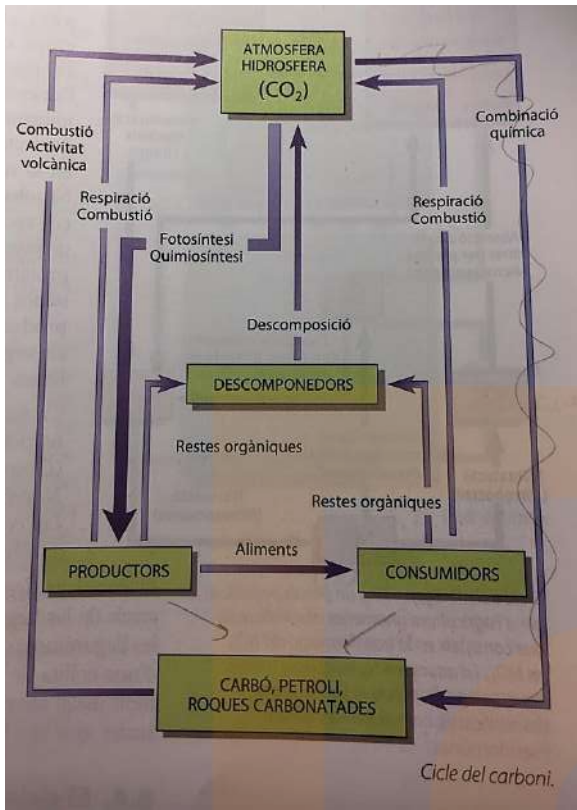 ATMOSFERA
HIDROSFERA
(CO₂)
Combustió
Activitat
volcànica
Combinació
química
Respiració
Combustió
Respiració
Combustió
Fotosíntesi
Quimiosíntesi
Descomposició
DESCOMPONEDORS
Restes orgàniques
Restes orgàniques
Aliments
PRODUCTORS
CONSUMIDORS
CARBÓ, PETROLI,
ROQUES CARBONATADES
Cicle del carboni.